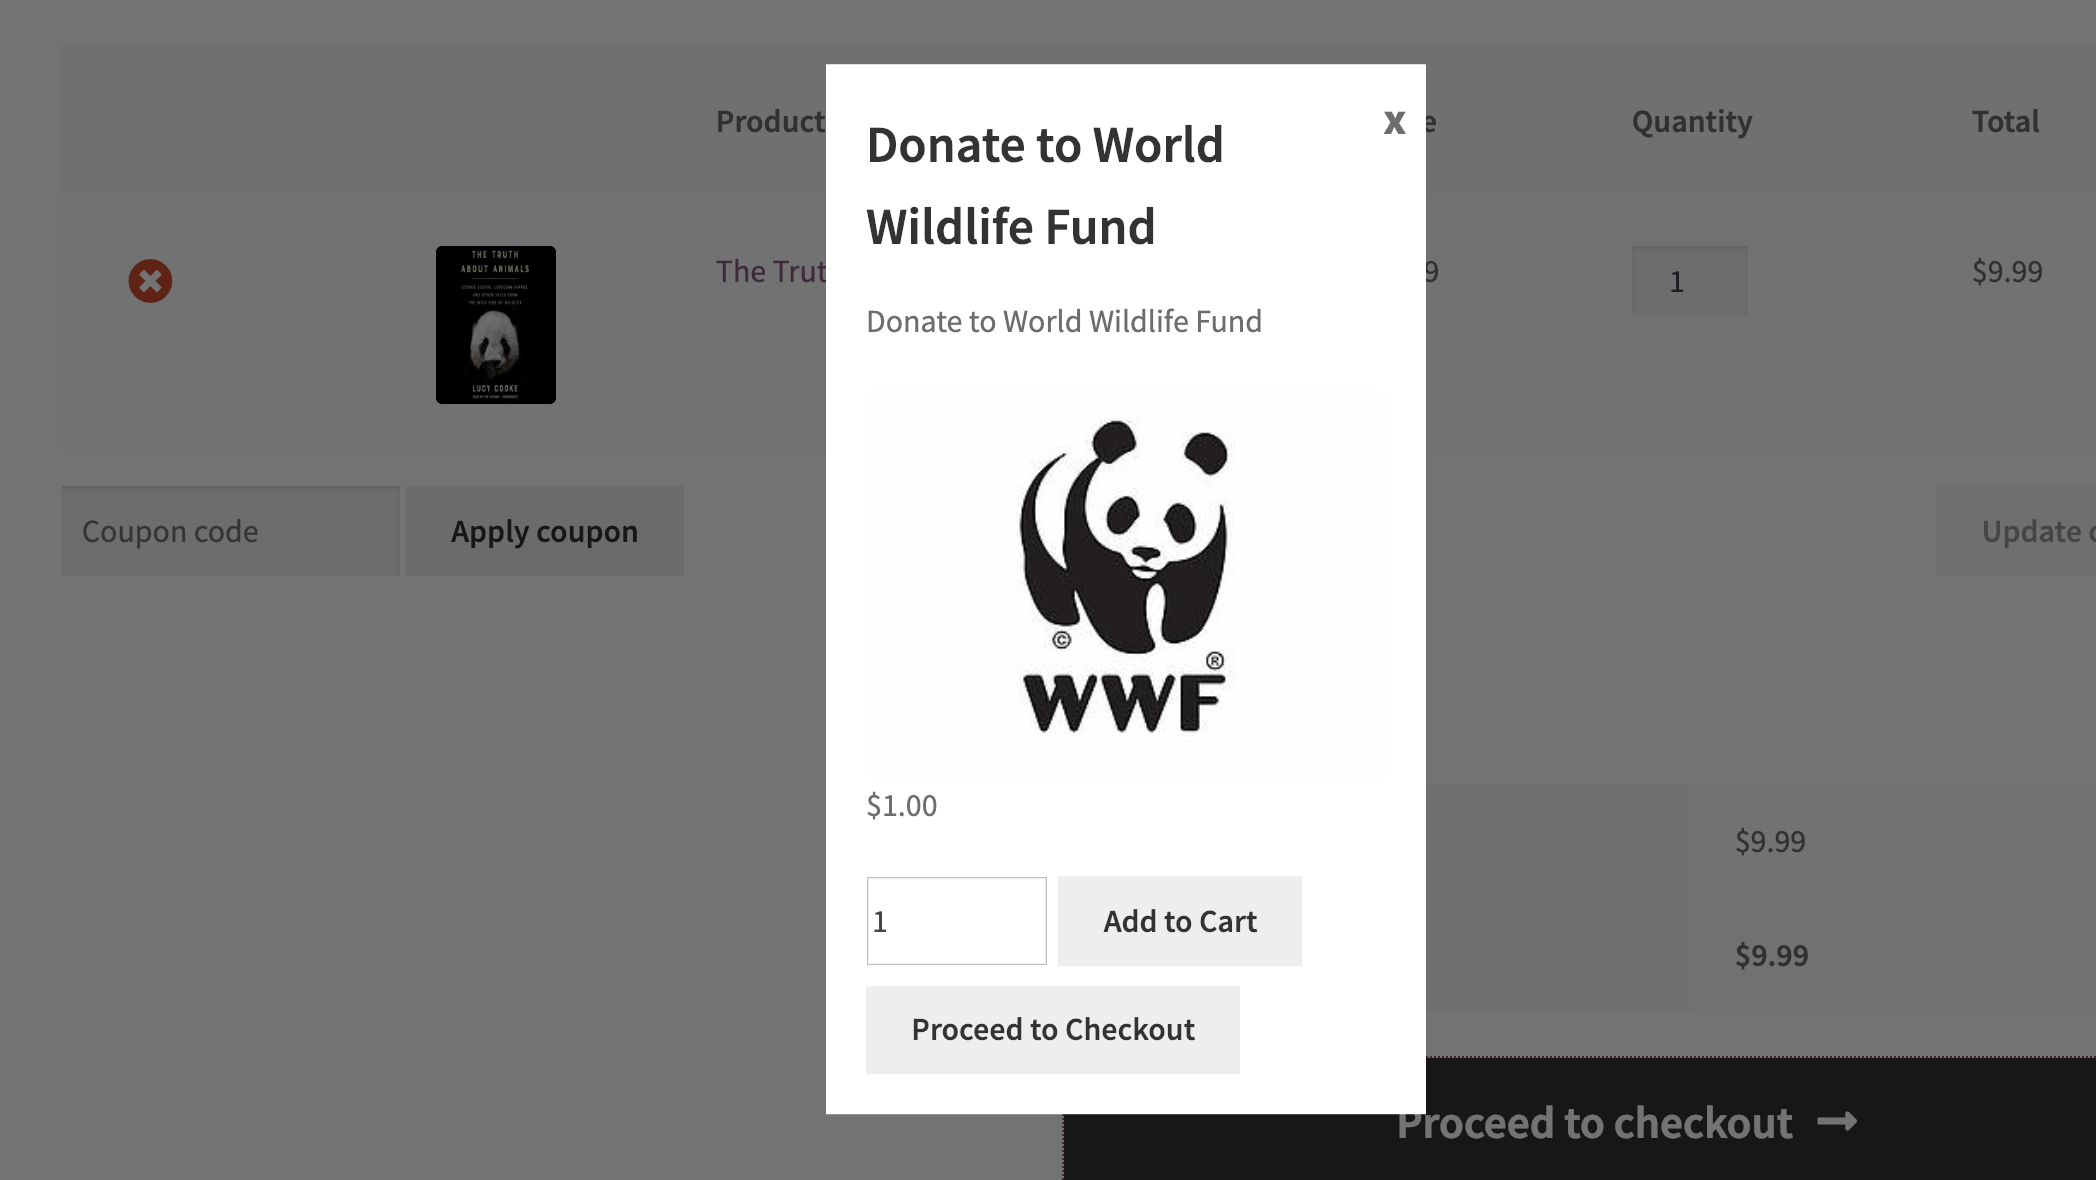 Product
e
Quantity
Total
Donate to World
Wildlife Fund
x
THE TRUTH
ABOUT ANIMALS
LUCY COOKE
The Trut
9
1
$9.99
Donate to World Wildlife Fund
Coupon code
Apply coupon
Update c
©
®
WWF
$1.00
$9.99
1
Add to Cart
$9.99
Proceed to Checkout
Proceed to checkout →